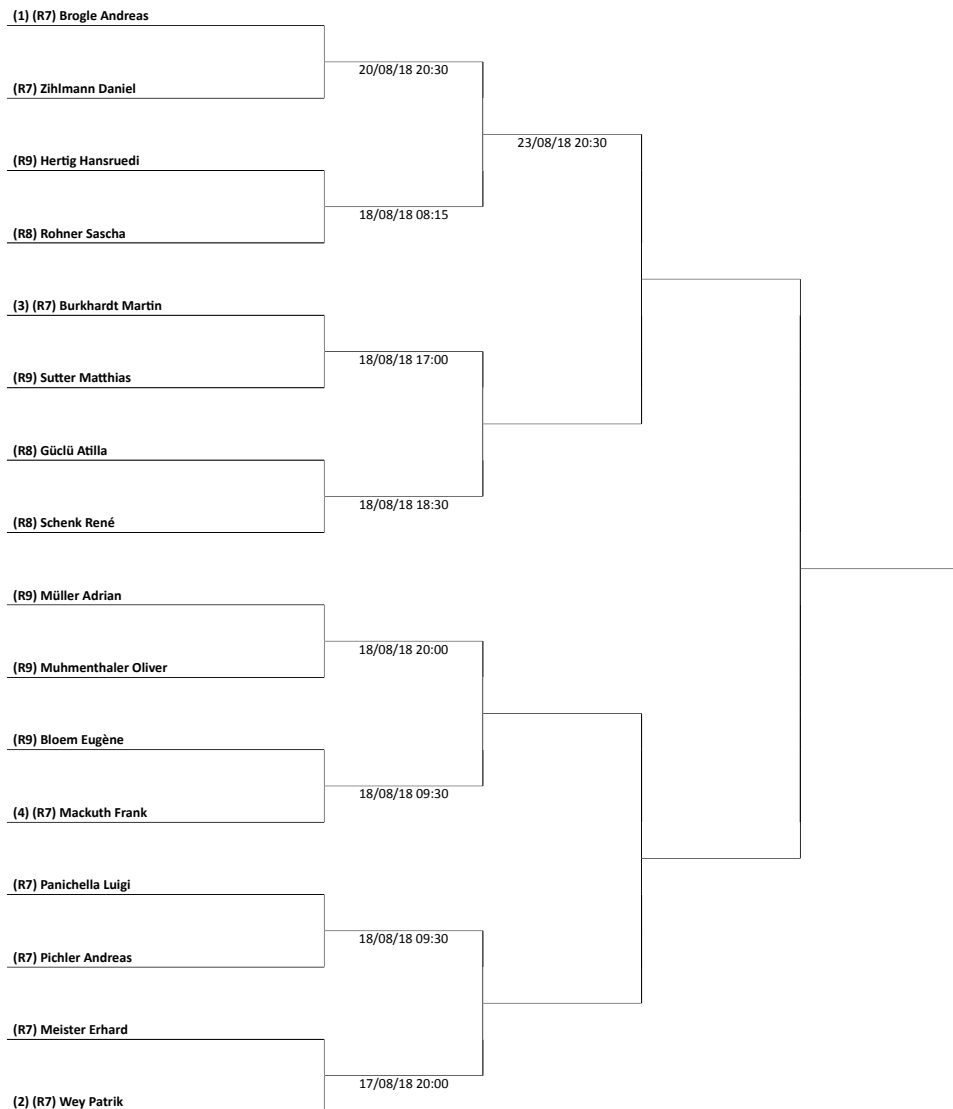 (1) (R7) Brogle Andreas
20/08/18 20:30
(R7) Zihlmann Daniel
23/08/18 20:30
(R9) Hertig Hansruedi
18/08/18 08:15
(R8) Rohner Sascha
(3) (R7) Burkhardt Martin
18/08/18 17:00
(R9) Sutter Matthias
(R8) Güclü Atilla
18/08/18 18:30
(R8) Schenk René
(R9) Müller Adrian
18/08/18 20:00
(R9) Muhmenthaler Oliver
(R9) Bloem Eugène
18/08/18 09:30
(4) (R7) Mackuth Frank
(R7) Panichella Luigi
18/08/18 09:30
(R7) Pichler Andreas
(R7) Meister Erhard
17/08/18 20:00
(2) (R7) Wey Patrik